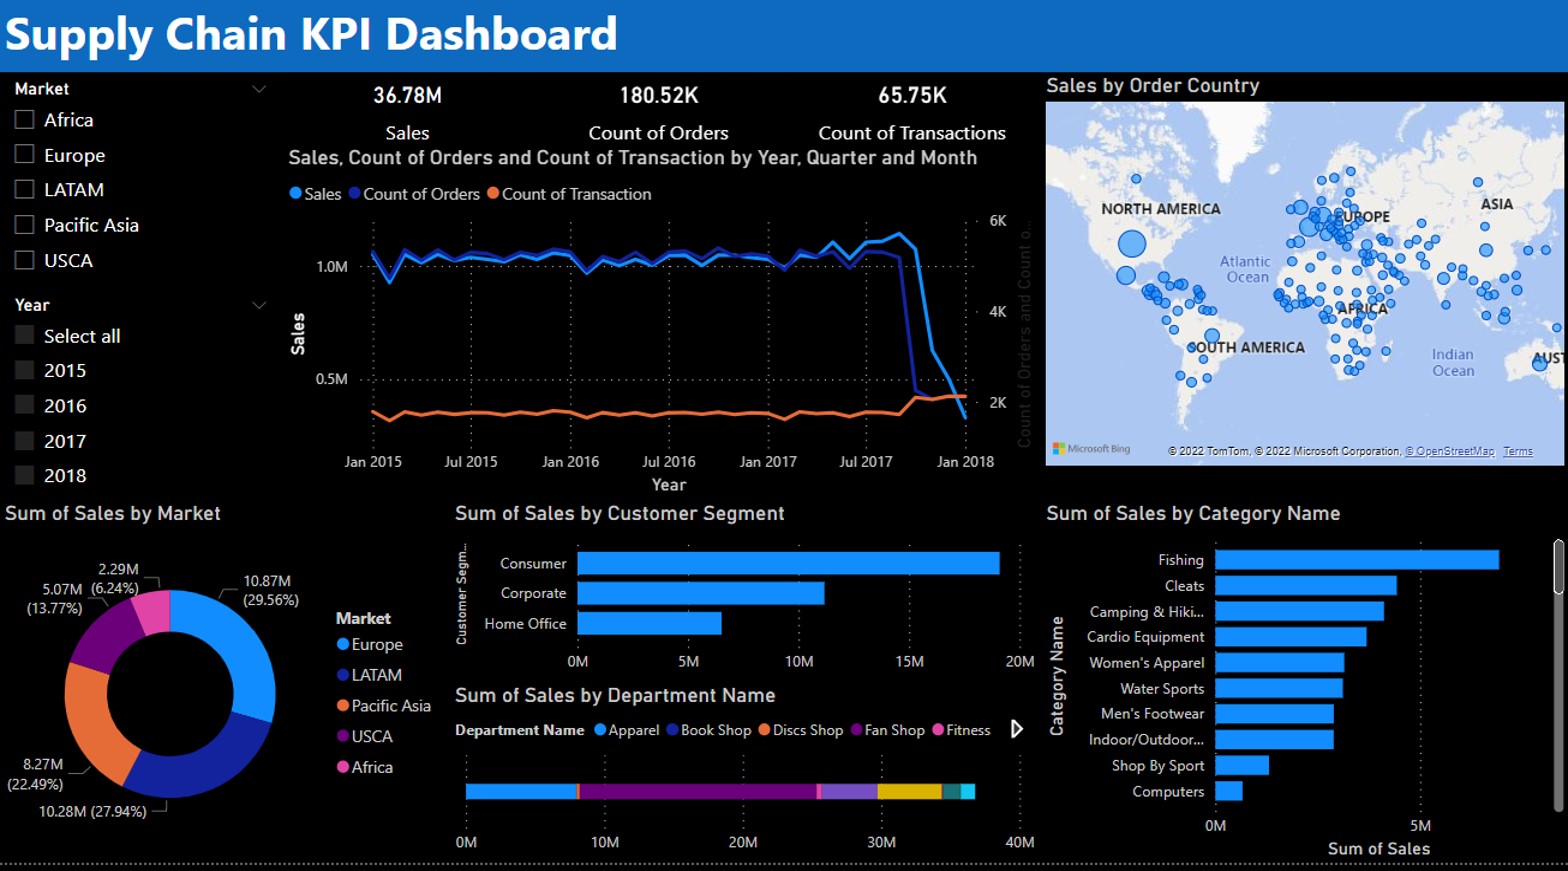 Supply Chain KPI Dashboard
Market
Africa
Europe
LATAM
Pacific Asia
USCA
Year
Select all
2015
2016
2017
2018
36.78M
Sales
180.52K
Count of Orders
65.75K
Count of Transactions
Sales, Count of Orders and Count of Transaction by Year, Quarter and Month
Sales Count of Orders Count of Transaction
6K
1.0M
4K
0.5M
2K
Sales
Count of Orders and Count o...
Jan 2015 Jul 2015 Jan 2016 Jul 2016 Jan 2017 Jul 2017 Jan 2018
Year
Sales by Order Country
NORTH AMERICA
EUROPE
ASIA
Atlantic
Ocean
AFRICA
SOUTH AMERICA
Indian
Ocean
AUST
Microsoft Bing
© 2022 TomTom, © 2022 Microsoft Corporation, © OpenStreetMap Terms
Sum of Sales by Market
2.29M
(6.24%)
5.07M
(13.77%)
10.87M
(29.56%)
8.27M
(22.49%)
10.28M (27.94%)
Market
Europe
LATAM
Pacific Asia
USCA
Africa
Sum of Sales by Customer Segment
Customer Segm...
Consumer
Corporate
Home Office
0M 5M 10M 15M 20M
Sum of Sales by Department Name
Department Name Apparel Book Shop Discs Shop Fan Shop Fitness
0M 10M 20M 30M 40M
Sum of Sales by Category Name
Category Name
Fishing
Cleats
Camping & Hiki...
Cardio Equipment
Women's Apparel
Water Sports
Men's Footwear
Indoor/Outdoor...
Shop By Sport
Computers
0M 5M
Sum of Sales